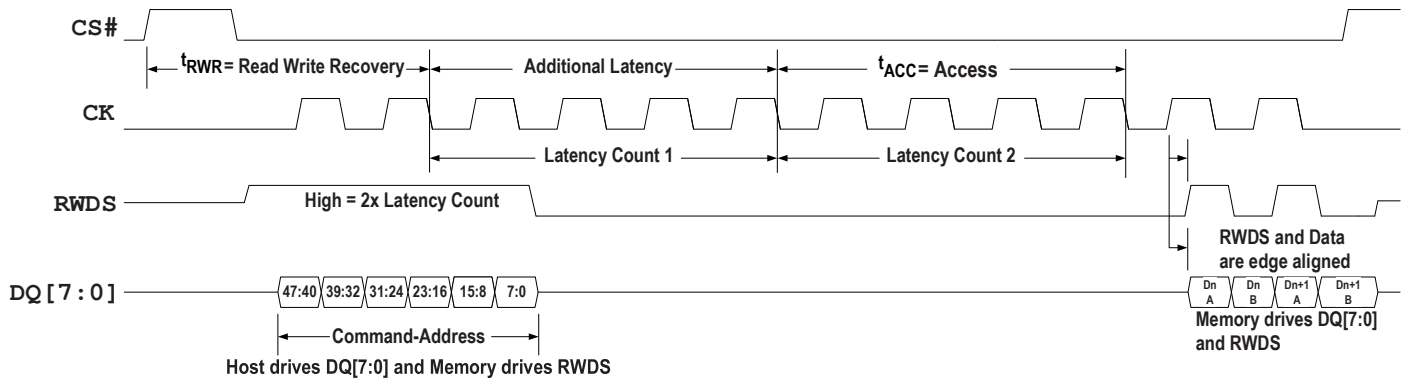 CS#
tRWR= Read Write Recovery
Additional Latency
tACC= Access
CK
Latency Count 1
Latency Count 2
RWDS
High = 2x Latency Count
RWDS and Data
are edge aligned
DQ[7:0]
47:40
39:32
31:24
23:16
15:8
7:0
Dn
A
Dn
B
Dn+1
A
Dn+1
B
Command-Address
Memory drives DQ[7:0]
and RWDS
Host drives DQ[7:0] and Memory drives RWDS